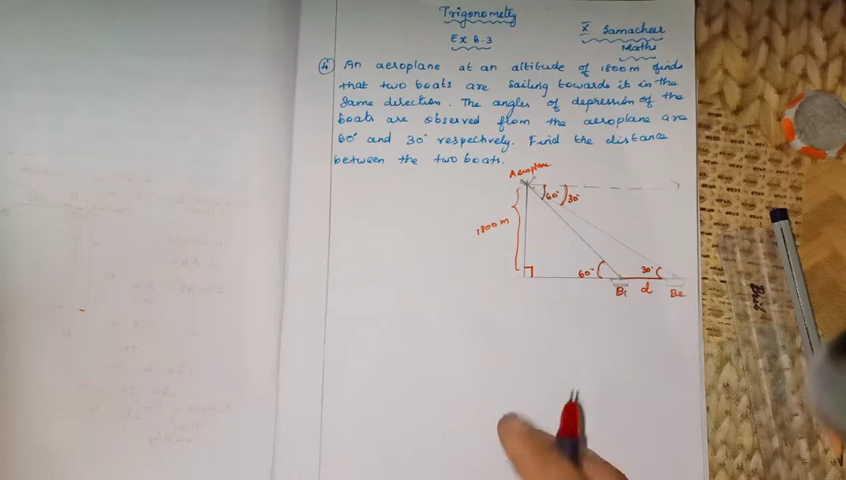 Trigonometry
Ex 6.3
X Samacheer
Maths
4 An aeroplane at an altitude of 1800m finds
that two boats are sailing towards it in the
same direction. The angles of depression of the
boats are observed from the aeroplane are
60° and 30° respectively. Find the distance
between the two boats.
Aeroplane
60° 30°
1800 m
60° 30°
B1 d B2